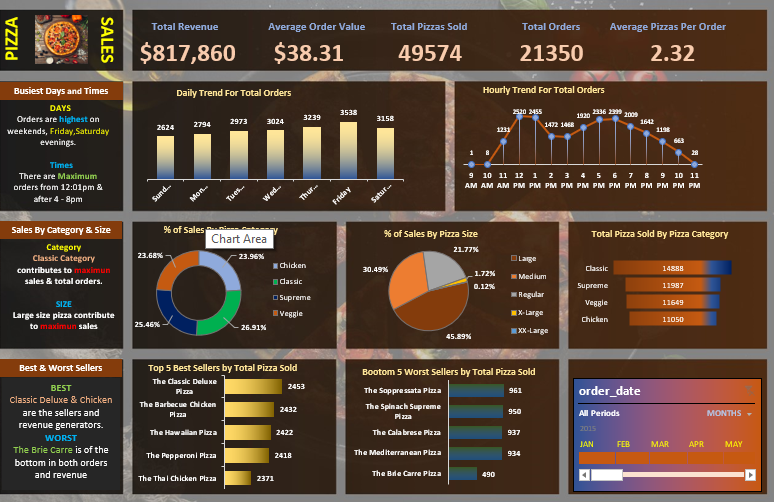 PIZZA
SALES
Total Revenue
$817,860
Average Order Value
$38.31
Total Pizzas Sold
49574
Total Orders
21350
Average Pizzas Per Order
2.32
Busiest Days and Times
DAYS
Orders are highest on
weekends, Friday,Saturday
evenings.
Times
There are Maximum
orders from 12:01pm &
after 4 - 8pm
Daily Trend For Total Orders
2624
2794
2973
3024
3239
3538
3158
Sund...
Mon...
Tues...
Wed...
Thur...
Friday
Satur...
Hourly Trend For Total Orders
1
8
1231
2520
2455
1472
1468
1920
2336
2399
2009
1642
1198
663
28
9 10 11 12 1 2 3 4 5 6 7 8 9 10 11
AM AM AM PM PM PM PM PM PM PM PM PM PM PM PM
Sales By Category & Size
Category
Classic Category
contributes to maximun
sales & total orders.
SIZE
Large size pizza contribute
to maximun sales
% of Sales By Pizza Category
Chart Area
23.68%
23.96%
25.46%
26.91%
Chicken
Classic
Supreme
Veggie
% of Sales By Pizza Size
21.77%
30.49%
1.72%
0.12%
45.89%
Large
Medium
Regular
X-Large
XX-Large
Total Pizza Sold By Pizza Category
Classic 14888
Supreme 11987
Veggie 11649
Chicken 11050
Best & Worst Sellers
BEST
Classic Deluxe & Chicken
are the sellers and
revenue generators.
WORST
The Brie Carre is of the
bottom in both orders
and revenue
Top 5 Best Sellers by Total Pizza Sold
The Classic Deluxe
Pizza
2453
The Barbecue Chicken
Pizza
2432
The Hawaiian Pizza 2422
The Pepperoni Pizza 2418
The Thai Chicken Pizza 2371
Bootom 5 Worst Sellers by Total Pizza Sold
The Soppressata Pizza 961
The Spinach Supreme
Pizza
950
The Calabrese Pizza 937
The Mediterranean Pizza 934
The Brie Carre Pizza 490
order_date
All Periods MONTHS
2015
JAN FEB MAR APR MAY